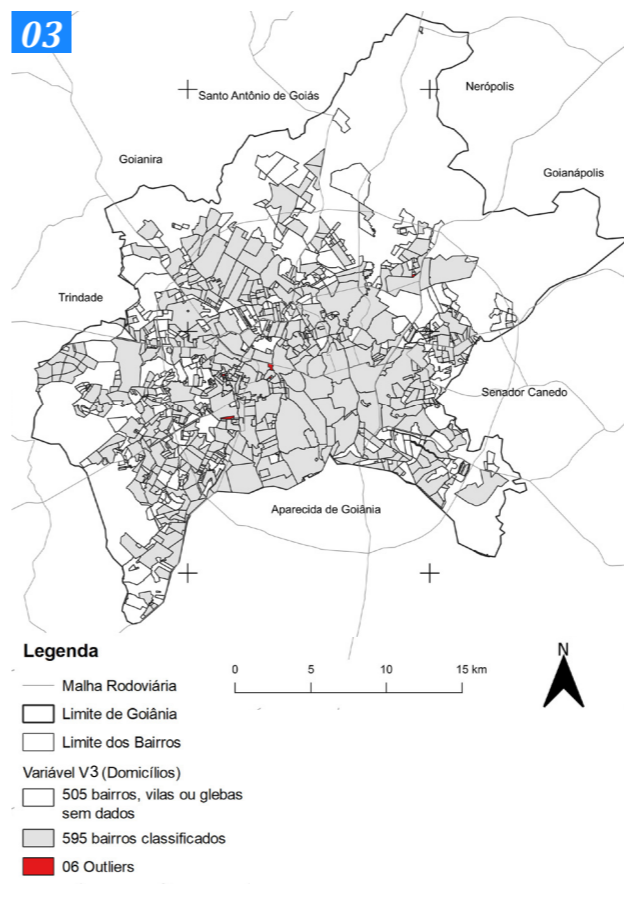 03
Santo Antônio de Goiás
Nerópolis
Goianira
Goianápolis
Trindade
Senador Canedo
Aparecida de Goiânia
Legenda
Malha Rodoviária
Limite de Goiânia
Limite dos Bairros
Variável V3 (Domicílios)
505 bairros, vilas ou glebas
sem dados
595 bairros classificados
06 Outliers
0 5 10 15 km
N